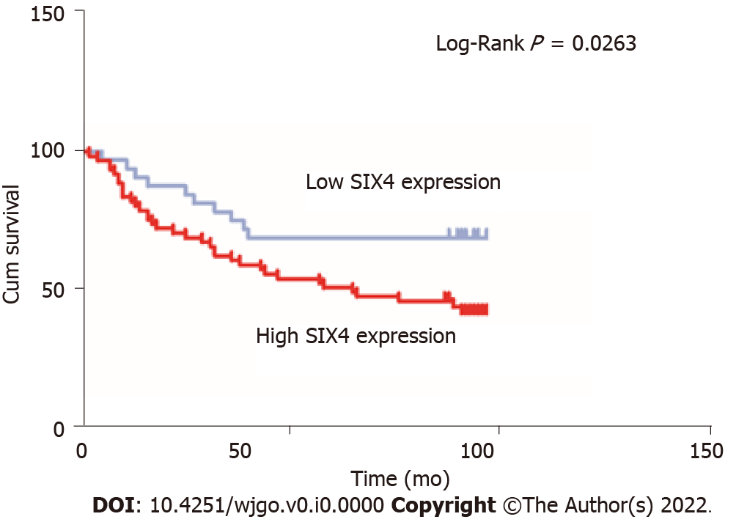 150
Log-Rank P = 0.0263
100
Low SIX4 expression
Cum survival
50
High SIX4 expression
0
0 50 100 150
Time (mo)
DOI: 10.4251/wjgo.v0.i0.0000 Copyright ©The Author(s) 2022.